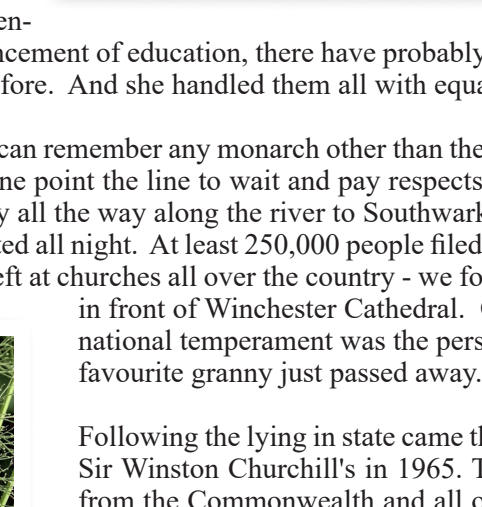 en-
ncement of education, there have probably
fore.  And she handled them all with equa
can remember any monarch other than the
ne point the line to wait and pay respects
y all the way along the river to Southwark
ted all night.  At least 250,000 people filed
eft at churches all over the country - we fo
in front of Winchester Cathedral.
national temperament was the pers
favourite granny just passed away.
Following the lying in state came th
Sir Winston Churchill's in 1965. T
from the Commonwealth and all o